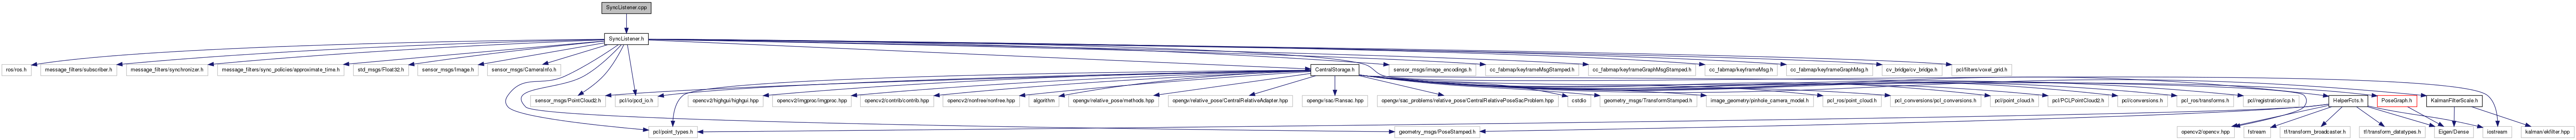 SyncListener.cpp
SyncListener.h
ros/ros.h
message_filters/subscriber.h
message_filters/synchronizer.h
message_filters/sync_policies/approximate_time.h
std_msgs/Float32.h
sensor_msgs/Image.h
sensor_msgs/CameraInfo.h
CentralStorage.h
sensor_msgs/image_encodings.h
cc_fabmap/keyframeMsgStamped.h
cc_fabmap/keyframeGraphMsgStamped.h
cc_fabmap/keyframeMsg.h
cc_fabmap/keyframeGraphMsg.h
cv_bridge/cv_bridge.h
pcl/filters/voxel_grid.h
sensor_msgs/PointCloud2.h
pcl/io/pcd_io.h
opencv2/highgui/highgui.hpp
opencv2/imgproc/imgproc.hpp
opencv2/contrib/contrib.hpp
opencv2/nonfree/nonfree.hpp
algorithm
opengv/relative_pose/methods.hpp
opengv/relative_pose/CentralRelativeAdapter.hpp
opengv/sac/Ransac.hpp
opengv/sac_problems/relative_pose/CentralRelativePoseSacProblem.hpp
cstdio
geometry_msgs/TransformStamped.h
image_geometry/pinhole_camera_model.h
pcl_ros/point_cloud.h
pcl_conversions/pcl_conversions.h
pcl/point_cloud.h
pcl/PCLPointCloud2.h
pcl/conversions.h
pcl_ros/transforms.h
pcl/registration/icp.h
HelperFcts.h
PoseGraph.h
KalmanFilterScale.h
pcl/point_types.h
geometry_msgs/PoseStamped.h
opencv2/opencv.hpp
fstream
tf/transform_broadcaster.h
tf/transform_datatypes.h
Eigen/Dense
iostream
kalman/ekfilter.hpp